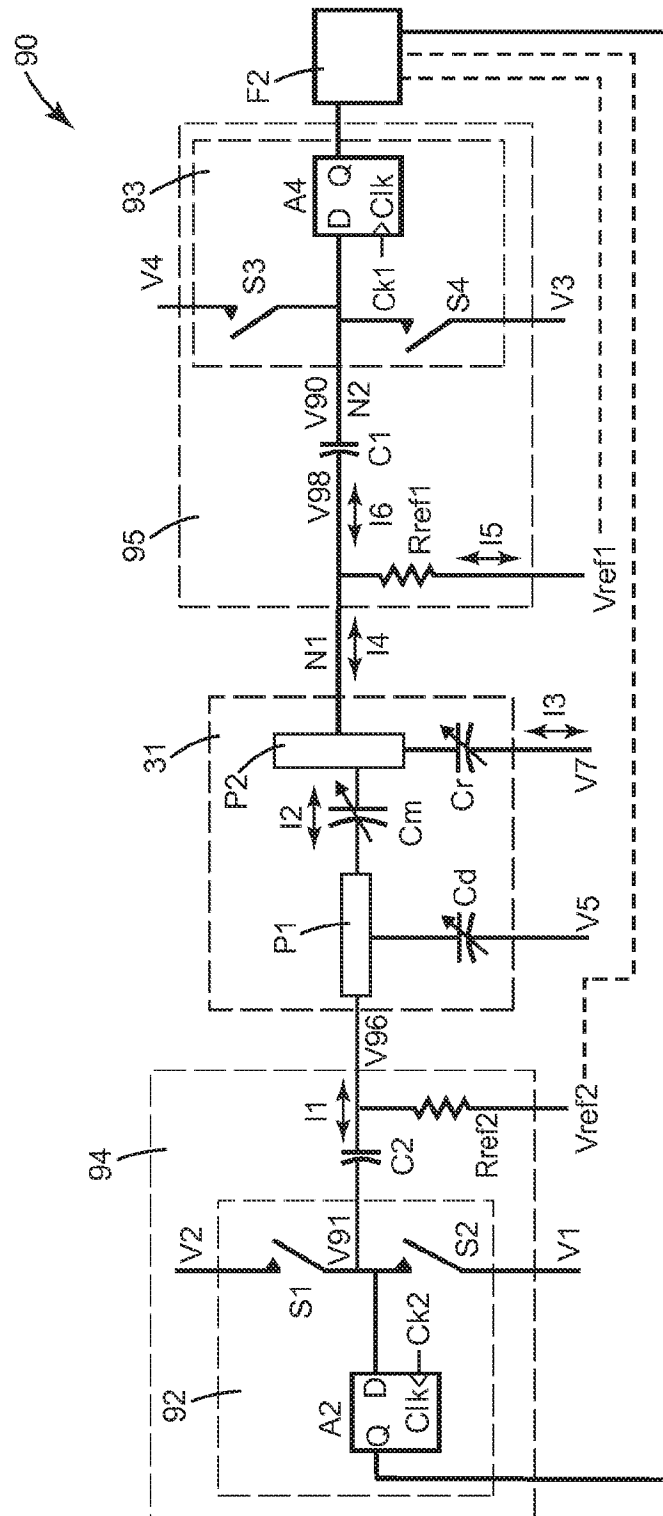 90
94
92
V2
S1
V91
S2
V1
A2
Q
D
Clk
Ck2
C2
I1
V96
Rref2
Vref2
31
P1
P2
I2
Cm
Cd
V5
Cr
V7
I3
N1
I4
95
93
V98
I6
C1
V90
N2
Rref1
I5
Vref1
V4
S3
S4
V3
A4
D
Q
Clk
Ck1
F2